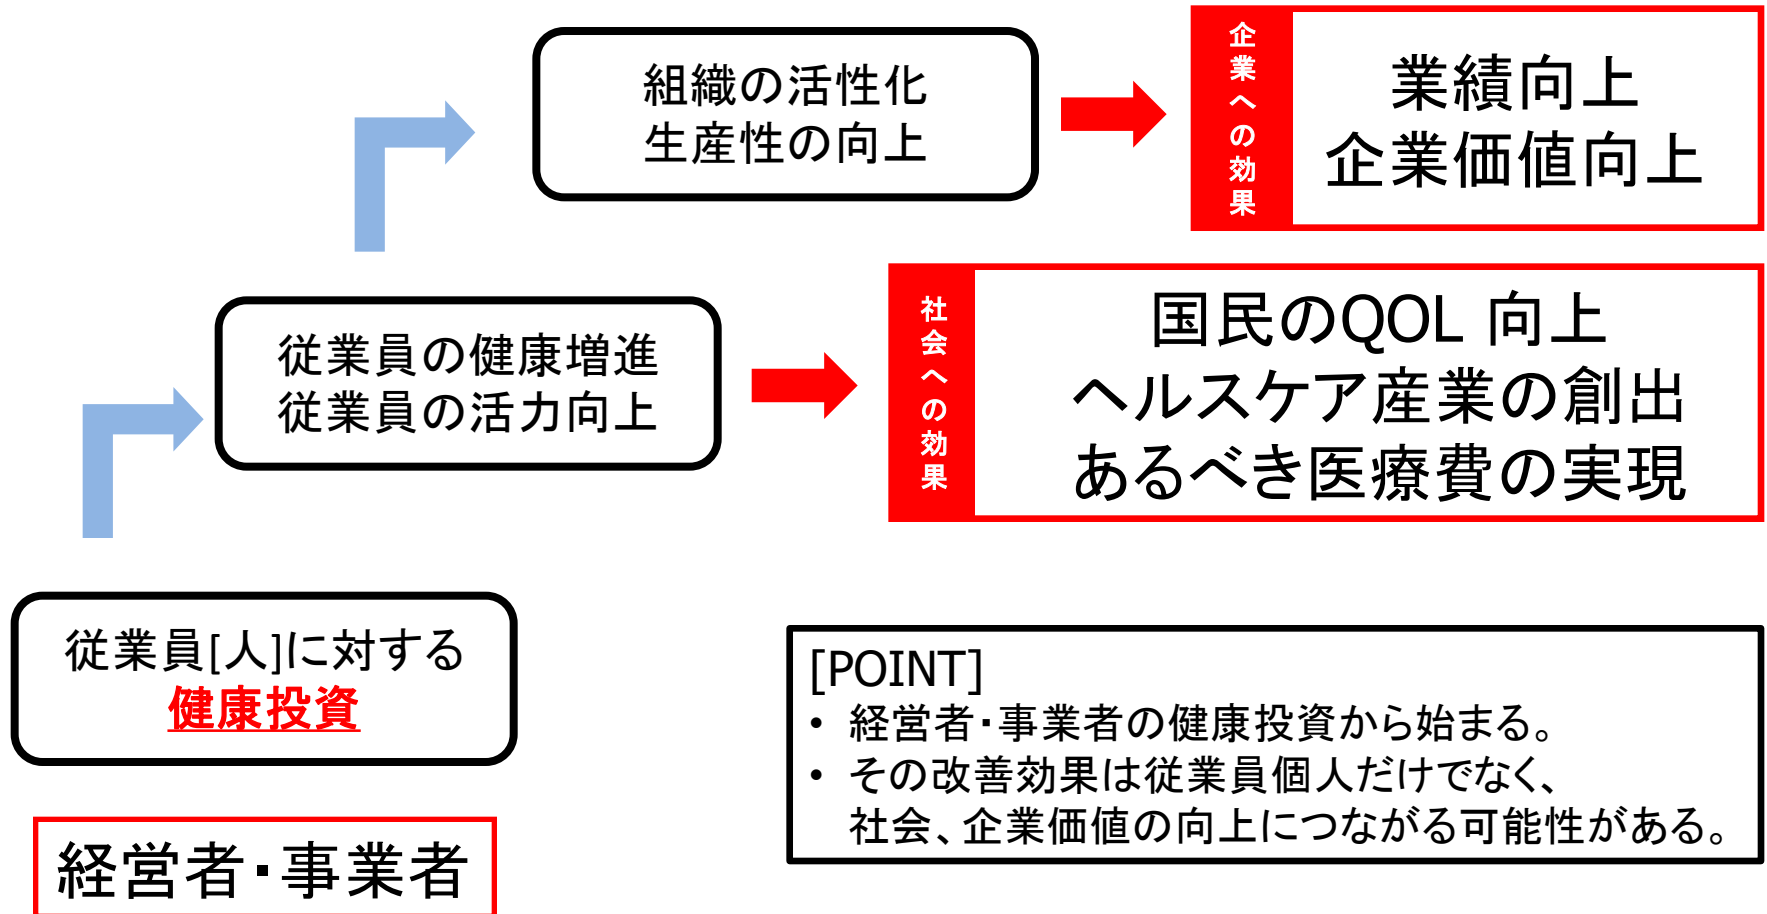 組織の活性化
生産性の向上
企業への効果
業績向上
企業価値向上
従業員の健康増進
従業員の活力向上
社会への効果
国民のQOL 向上
ヘルスケア産業の創出
あるべき医療費の実現
従業員[人]に対する
健康投資
経営者・事業者
[POINT]
• 経営者・事業者の健康投資から始まる。
• その改善効果は従業員個人だけでなく、
社会、企業価値の向上につながる可能性がある。